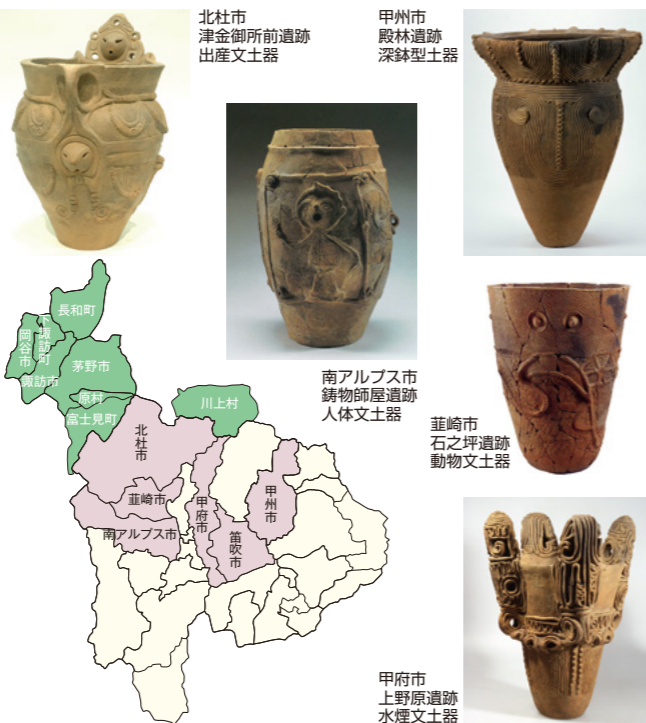 北杜市
津金御所前遺跡
出産文土器
甲州市
殿林遺跡
深鉢型土器
南アルプス市
鋳物師屋遺跡
人体文土器
韮崎市
石之坪遺跡
動物文土器
甲府市
上野原遺跡
水煙文土器
長和町
下諏訪町
岡谷市
諏訪市
茅野市
原村
富士見町
川上村
北杜市
韮崎市
南アルプス市
甲府市
笛吹市
甲州市